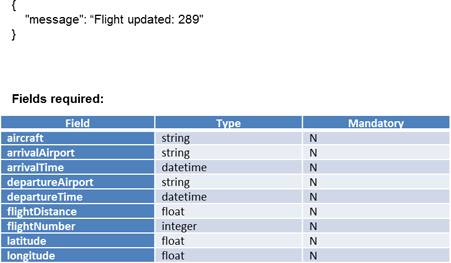 {
"message": “Flight updated: 289”
}
Fields required:
Field Type Mandatory
aircraft string N
arrivalAirport string N
arrivalTime datetime N
departureAirport string N
departureTime datetime N
flightDistance float N
flightNumber integer N
latitude float N
longitude float N